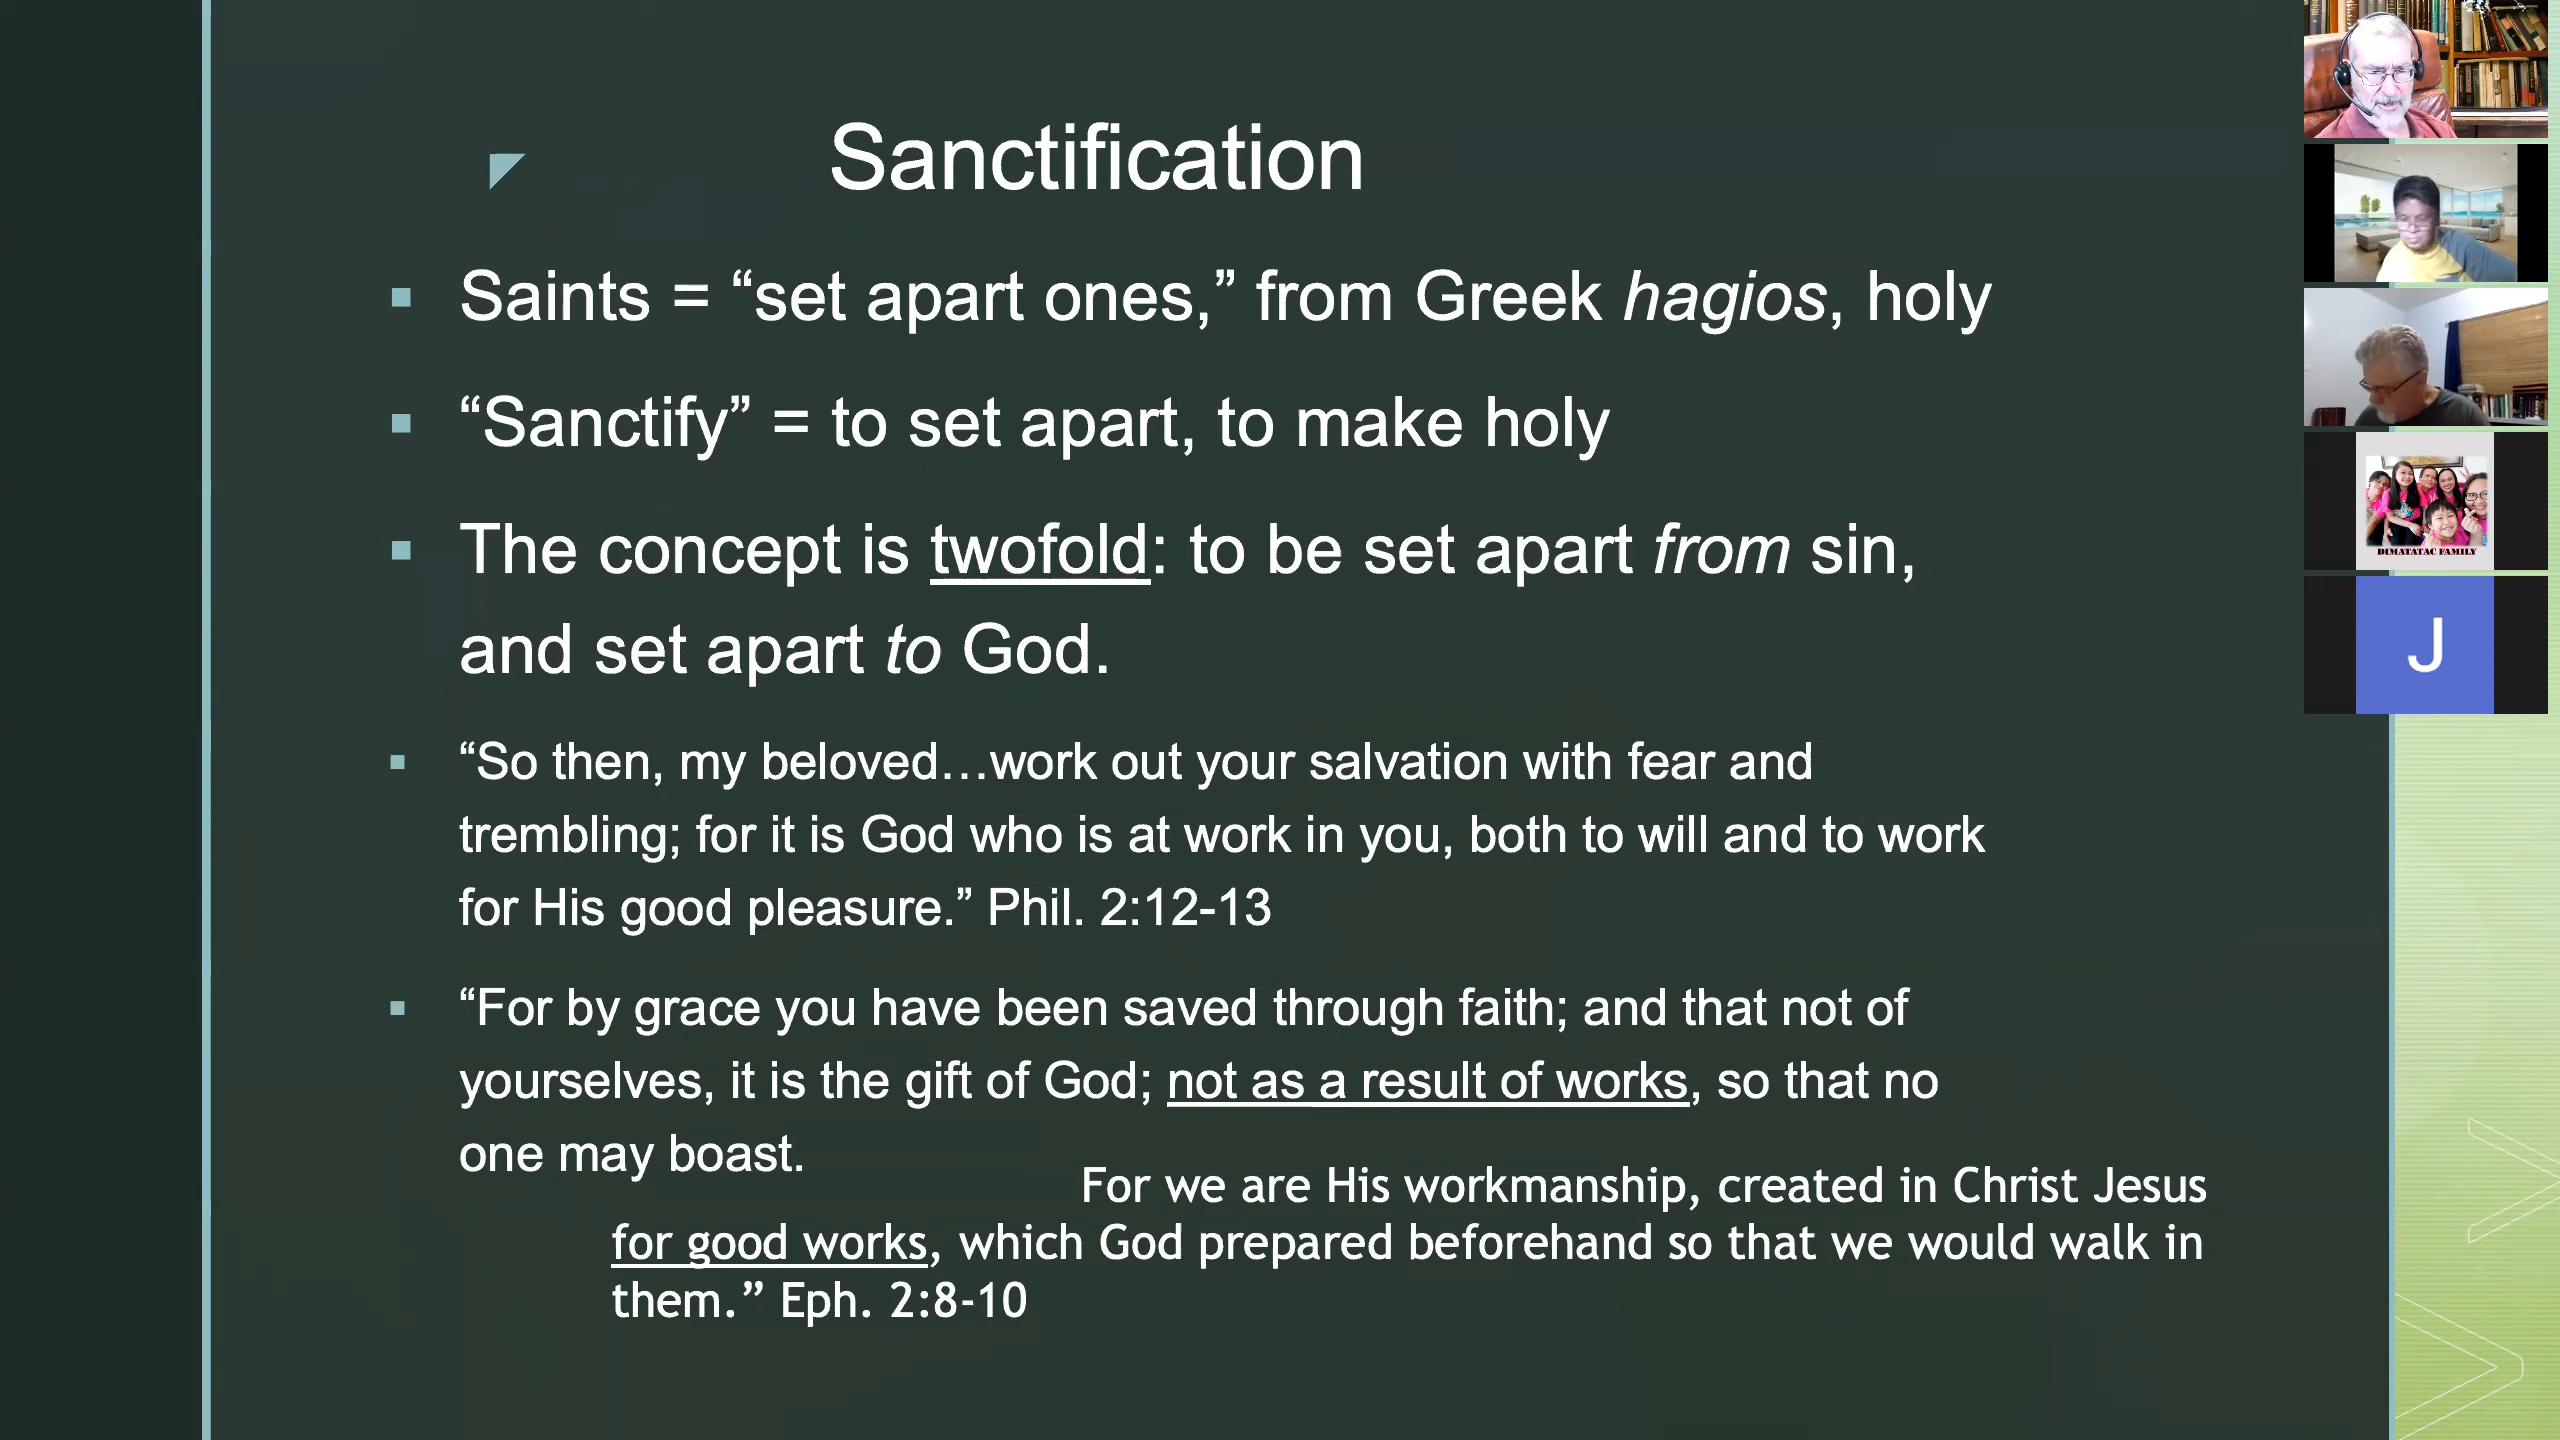 Sanctification
Saints = “set apart ones,” from Greek hagios, holy
“Sanctify” = to set apart, to make holy
The concept is twofold: to be set apart from sin,
and set apart to God.
“So then, my beloved…work out your salvation with fear and
trembling; for it is God who is at work in you, both to will and to work
for His good pleasure.” Phil. 2:12-13
“For by grace you have been saved through faith; and that not of
yourselves, it is the gift of God; not as a result of works, so that no
one may boast.
For we are His workmanship, created in Christ Jesus
for good works, which God prepared beforehand so that we would walk in
them.” Eph. 2:8-10
DIMATATAC FAMILY
J